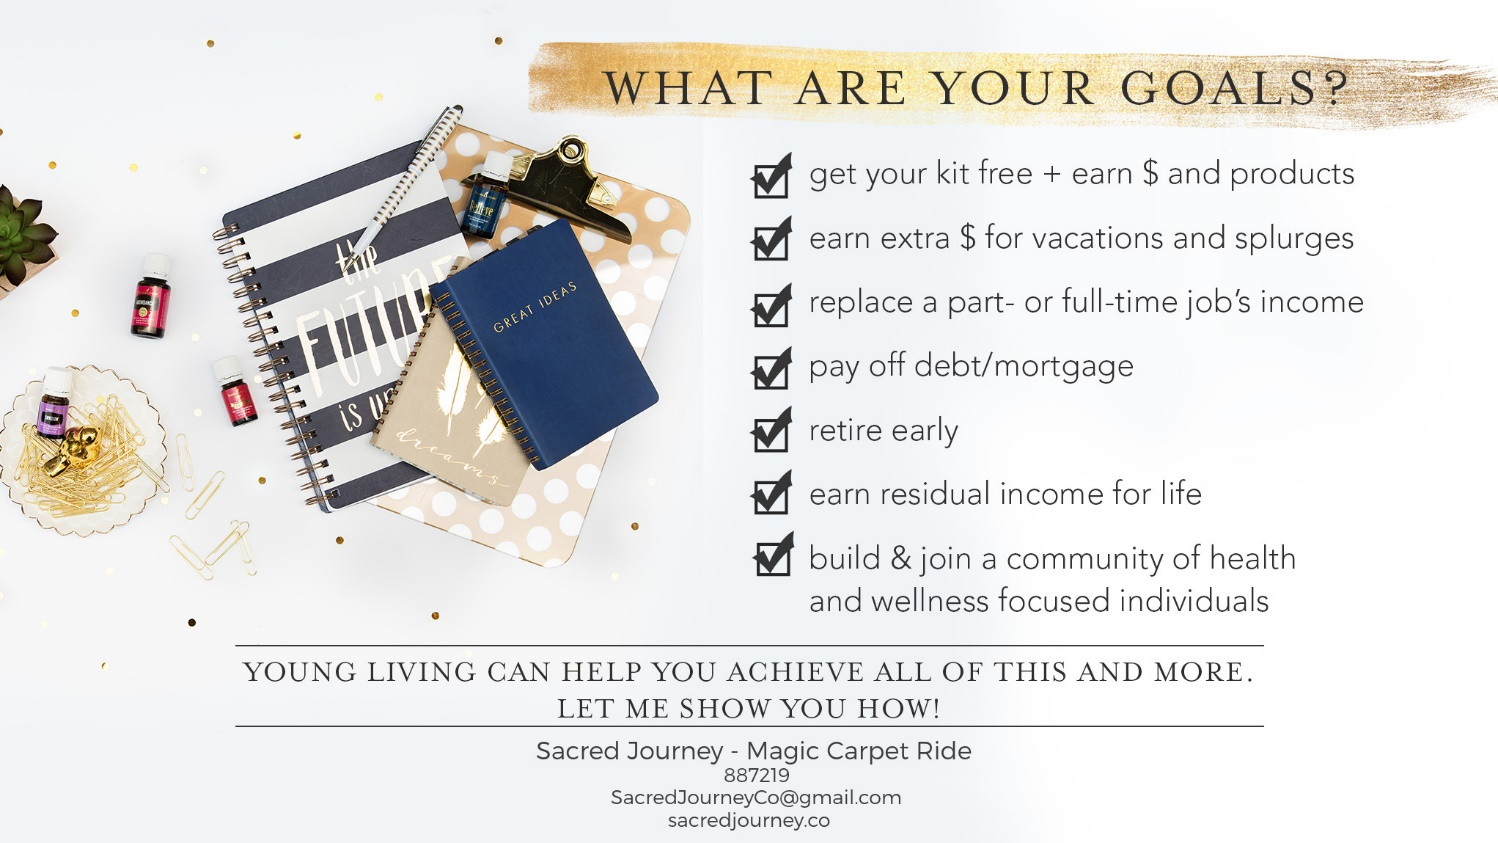 WHAT ARE YOUR GOALS?
get your kit free + earn $ and products
earn extra $ for vacations and splurges
replace a part- or full-time job's income
pay off debt/mortgage
retire early
earn residual income for life
build & join a community of health
and wellness focused individuals
the
FUTURE
is
GREAT IDEAS
dreams
YOUNG LIVING CAN HELP YOU ACHIEVE ALL OF THIS AND MORE.
LET ME SHOW YOU HOW!
Sacred Journey - Magic Carpet Ride
887219
SacredJourneyCo@gmail.com
sacredjourney.co